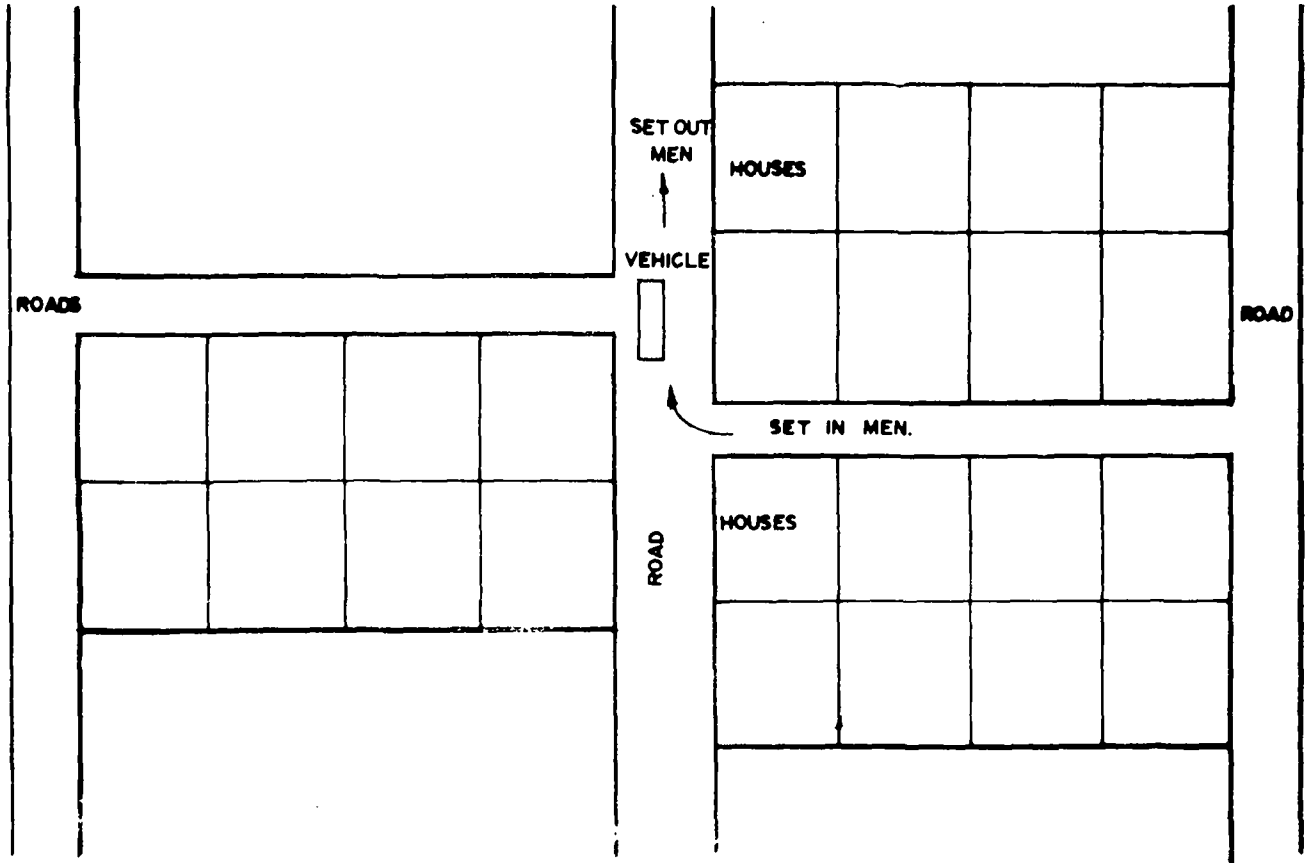 SET OUT
MEN
HOUSES
VEHICLE
ROADS
ROAD
SET IN MEN.
HOUSES
ROAD